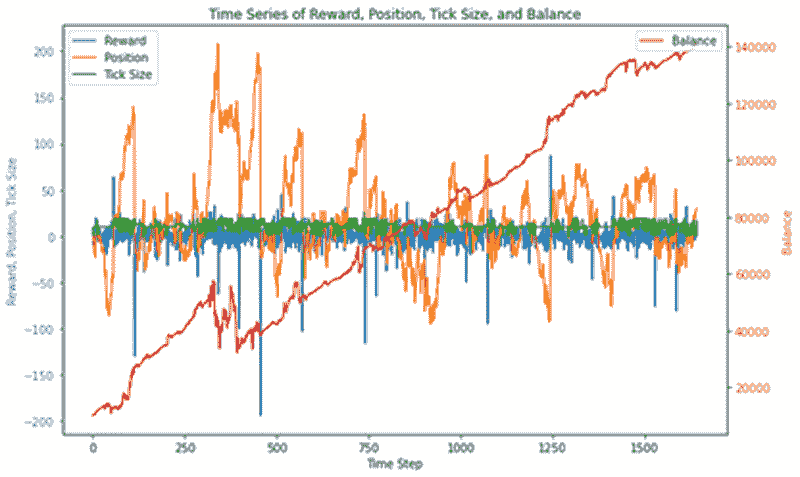 Time Series of Reward, Position, Tick Size, and Balance
Reward
Position
Tick Size
Balance
Reward, Position, Tick Size
200
150
100
50
0
−50
−100
−150
−200
140000
120000
100000
80000
60000
40000
20000
Balance
0
250
500
750
1000
1250
1500
Time Step